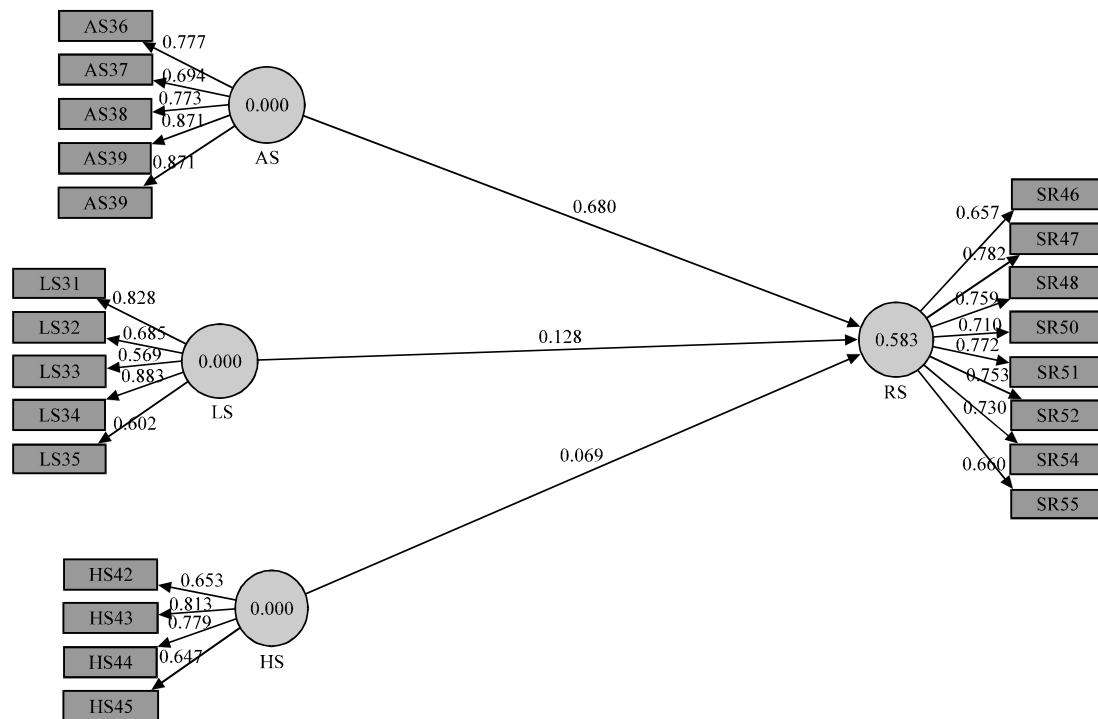 AS36
0.777
AS37
0.694
AS38
0.773
AS39
0.871
AS39
0.871
0.000
AS
0.680
LS31
0.828
LS32
0.685
LS33
0.569
LS34
0.883
LS35
0.602
0.000
LS
0.128
HS42
0.653
HS43
0.813
HS44
0.779
HS45
0.647
0.000
HS
0.069
0.583
RS
0.657
SR46
0.782
SR47
0.759
SR48
0.710
SR50
0.772
SR51
0.753
SR52
0.730
SR54
0.660
SR55